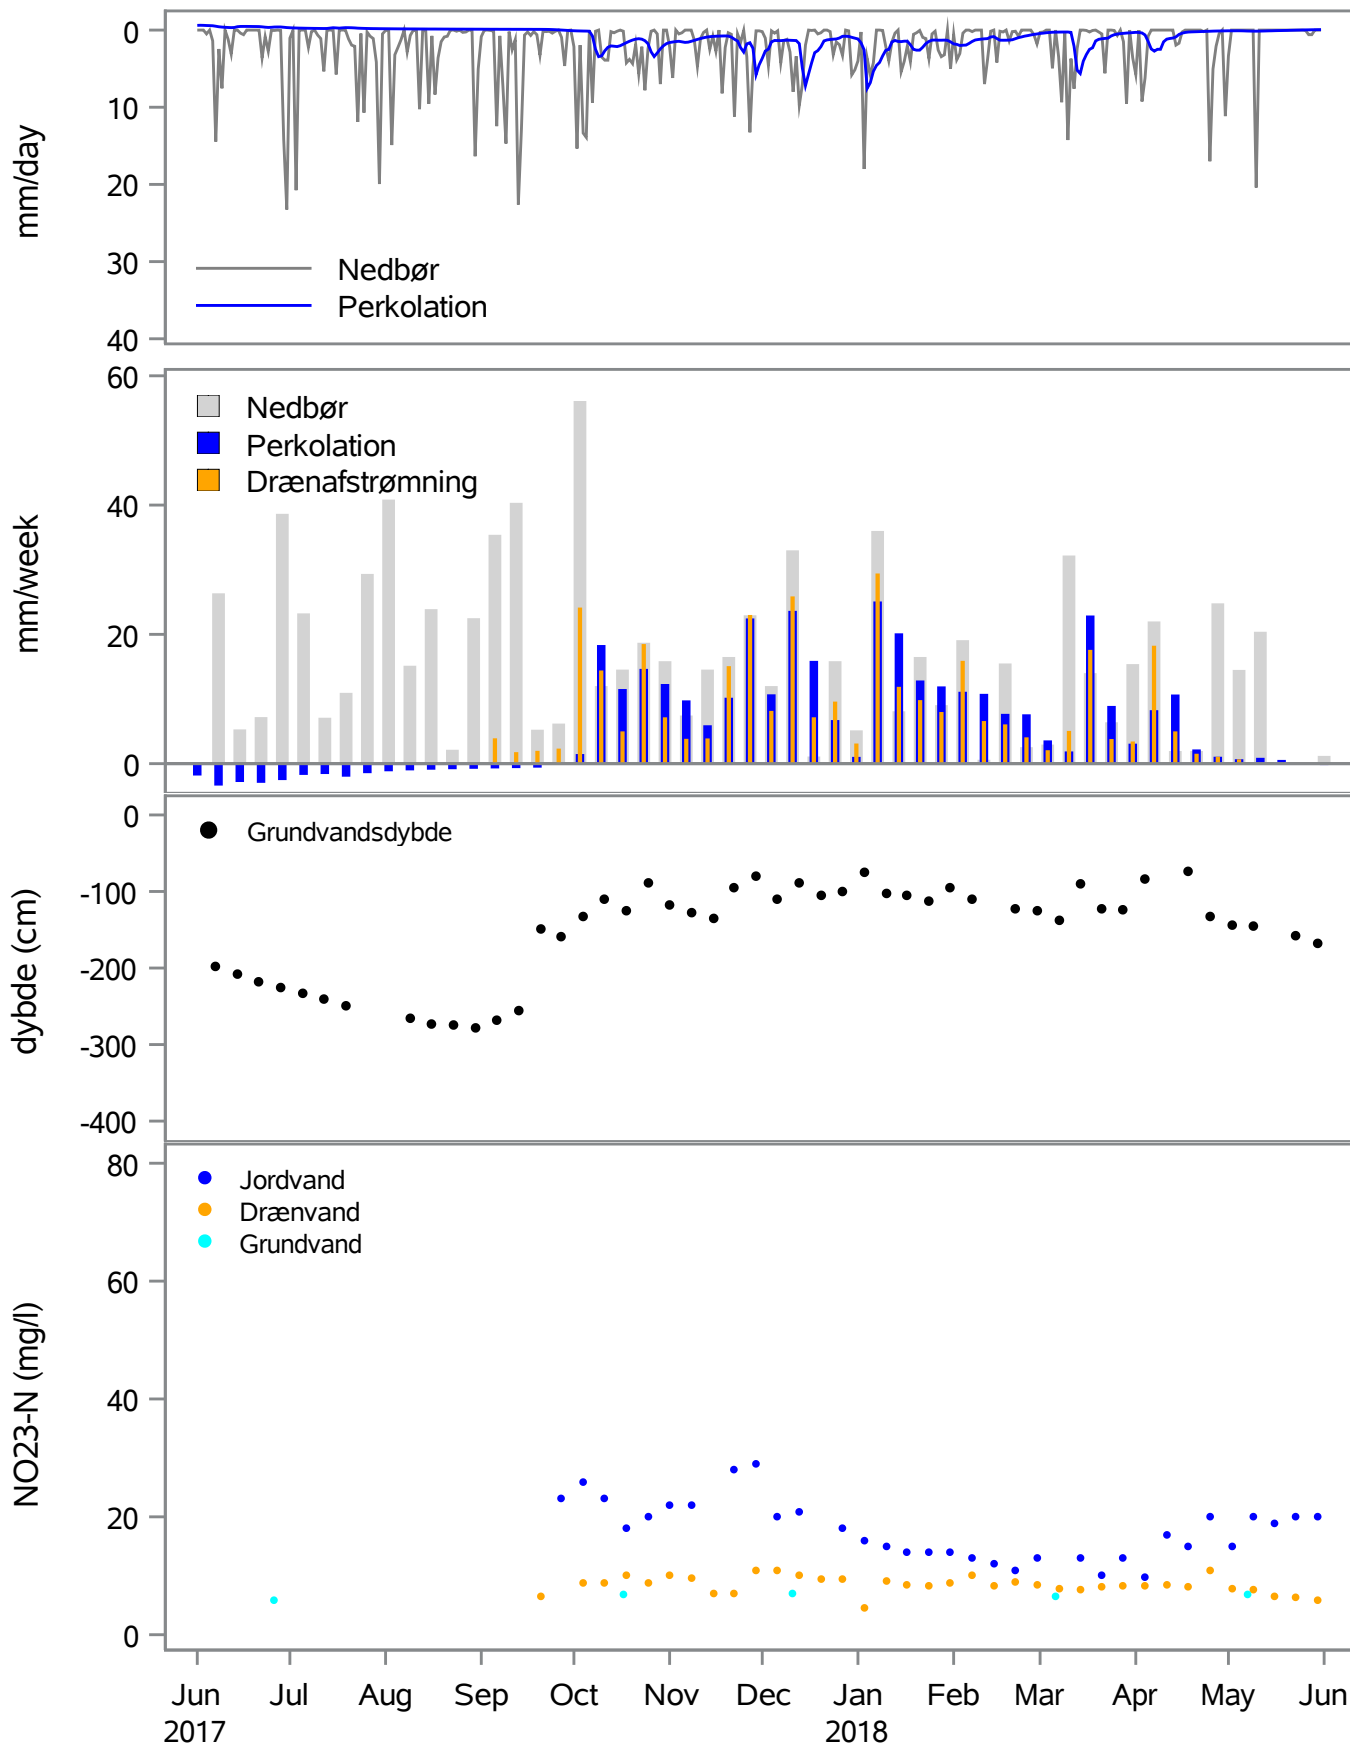 0
10
20
30
40
mm/day
Nedbør
Perkolation
60
40
20
0
mm/week
Nedbør
Perkolation
Drænafstrømning
0
-100
-200
-300
-400
dybde (cm)
Grundvandsdybde
80
60
40
20
0
NO23-N (mg/l)
Jordvand
Drænvand
Grundvand
Jun Jul Aug Sep Oct Nov Dec Jan Feb Mar Apr May Jun
2017 2018